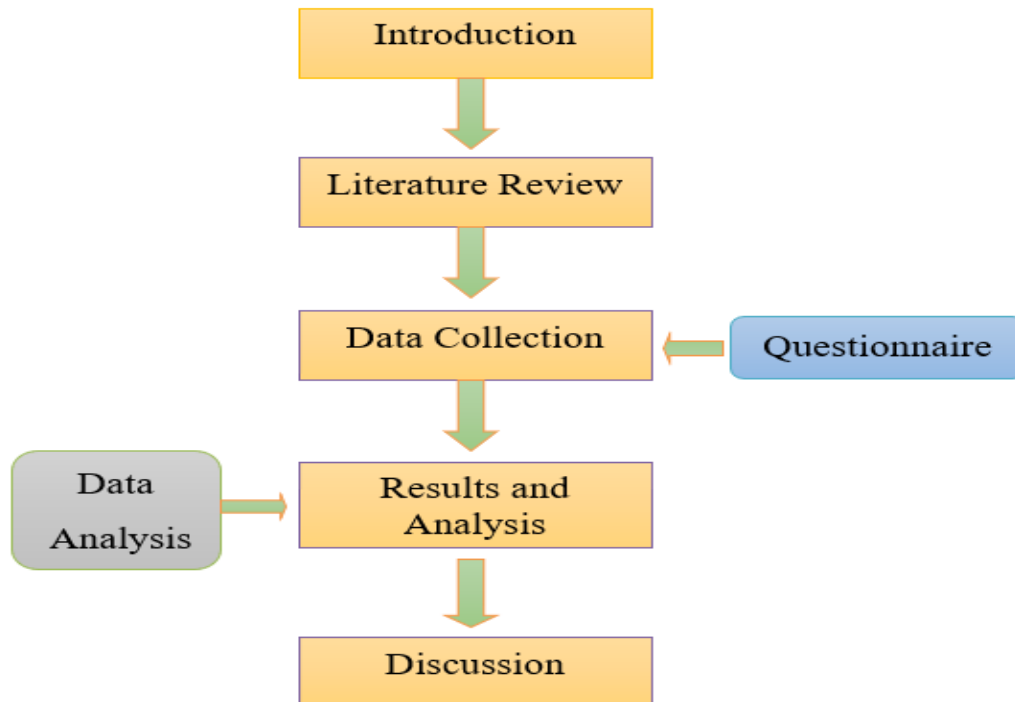 Introduction
Literature Review
Data Collection
Questionnaire
Data
Analysis
Results and
Analysis
Discussion